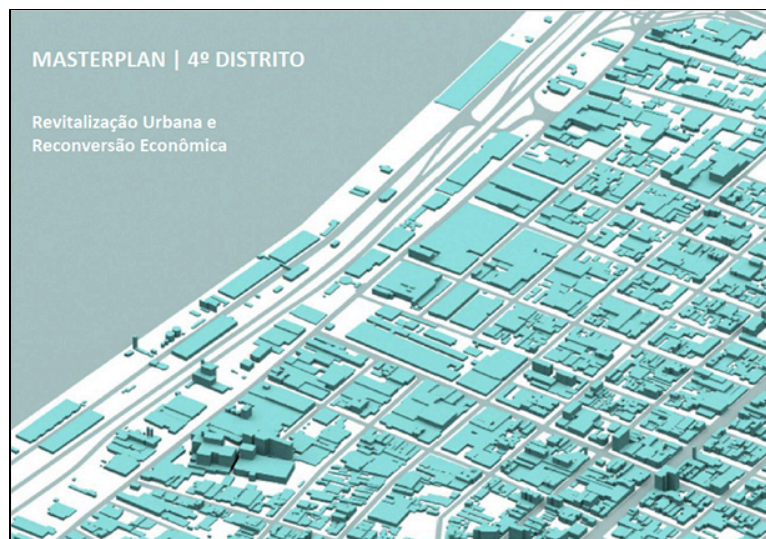 MASTERPLAN | 4º DISTRITO
Revitalização Urbana e
Reconversão Econômica